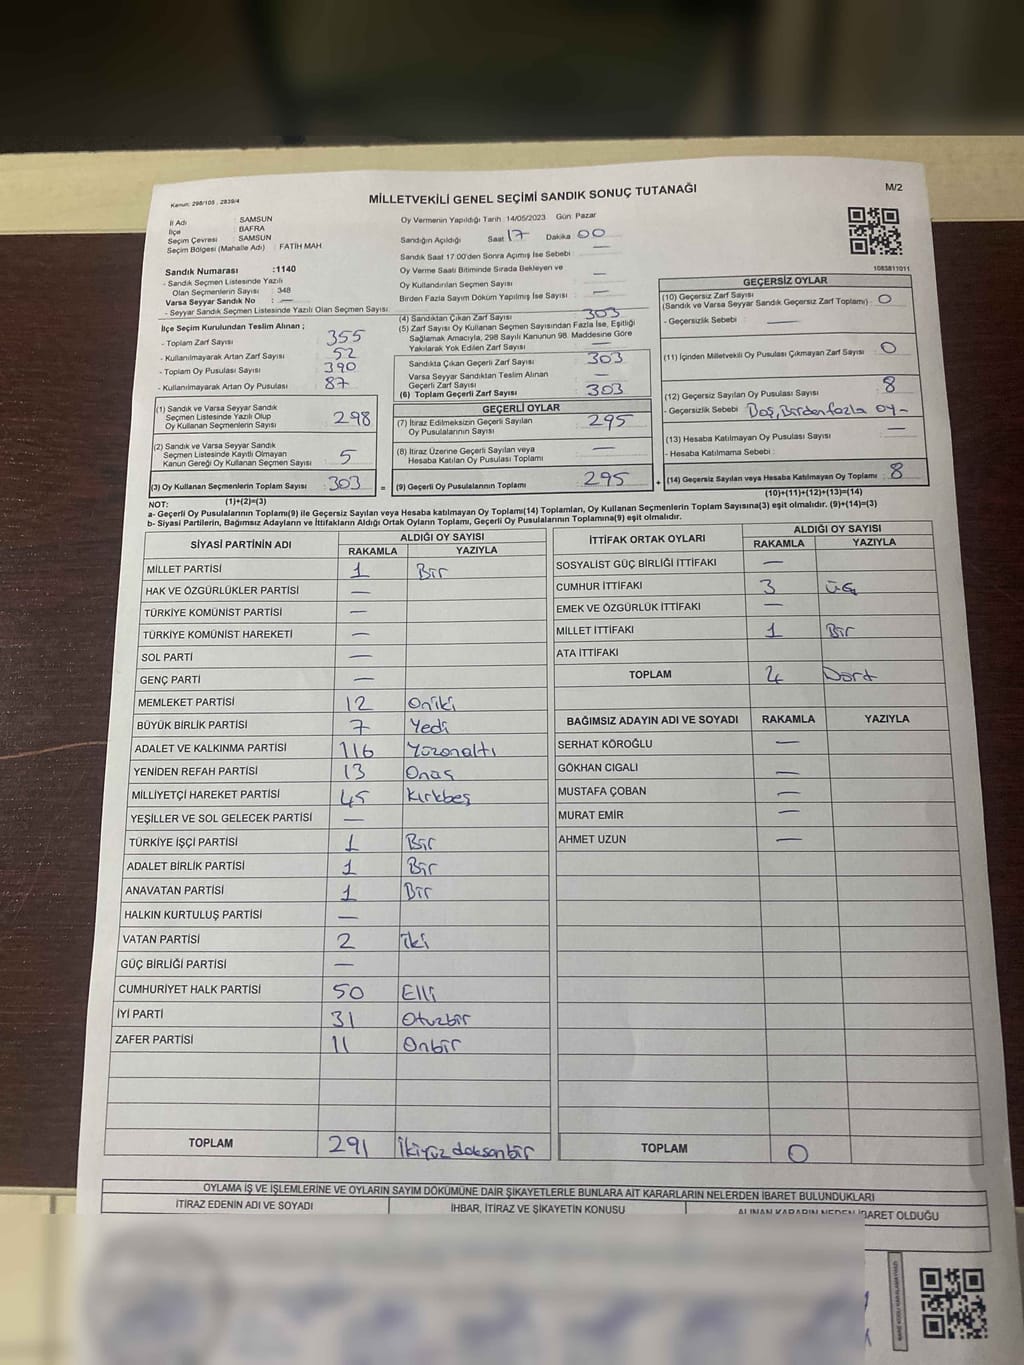 Kanun: 298/105 , 2839/4
MİLLETVEKİLİ GENEL SEÇİMİ SANDIK SONUÇ TUTANAĞI
M/2
İl Adı : SAMSUN
İlçe : BAFRA
Seçim Çevresi : SAMSUN
Seçim Bölgesi (Mahalle Adı) : FATİH MAH
Oy Vermenin Yapıldığı Tarih :14/05/2023 Gün: Pazar
Sandığın Açıldığı Saat 17 Dakika 00
Sandık Saat 17.00'den Sonra Açılmış İse Sebebi : —
Oy Verme Saati Bitiminde Sırada Bekleyen ve
Oy Kullandırılan Seçmen Sayısı : —
Birden Fazla Sayım Döküm Yapılmış İse Sayısı : —
1083811011
Sandık Numarası :1140
- Sandık Seçmen Listesinde Yazılı
Olan Seçmenlerin Sayısı : 348
Varsa Seyyar Sandık No : —
- Seyyar Sandık Seçmen Listesinde Yazılı Olan Seçmen Sayısı:
İlçe Seçim Kurulundan Teslim Alınan ;
- Toplam Zarf Sayısı : 355
- Kullanılmayarak Artan Zarf Sayısı : 52
- Toplam Oy Pusulası Sayısı : 390
- Kullanılmayarak Artan Oy Pusulası : 87
(1) Sandık ve Varsa Seyyar Sandık
Seçmen Listesinde Yazılı Olup
Oy Kullanan Seçmenlerin Sayısı : 298
(2) Sandık ve Varsa Seyyar Sandık
Seçmen Listesinde Kayıtlı Olmayan
Kanun Gereği Oy Kullanan Seçmen Sayısı : 5
(3) Oy Kullanan Seçmenlerin Toplam Sayısı : 303
(1)+(2)=(3)
(4) Sandıktan Çıkan Zarf Sayısı : 303
(5) Zarf Sayısı Oy Kullanan Seçmen Sayısından Fazla İse, Eşitliği
Sağlamak Amacıyla, 298 Sayılı Kanunun 98. Maddesine Göre
Yakılarak Yok Edilen Zarf Sayısı : —
Sandıkta Çıkan Geçerli Zarf Sayısı : 303
Varsa Seyyar Sandıktan Teslim Alınan
Geçerli Zarf Sayısı : —
(6) Toplam Geçerli Zarf Sayısı : 303
GEÇERLİ OYLAR
(7) İtiraz Edilmeksizin Geçerli Sayılan
Oy Pusulalarının Sayısı : 295
(8) İtiraz Üzerine Geçerli Sayılan veya
Hesaba Katılan Oy Pusulası Toplamı : —
= (9) Geçerli Oy Pusulalarının Toplamı : 295
GEÇERSİZ OYLAR
(10) Geçersiz Zarf Sayısı
(Sandık ve Varsa Seyyar Sandık Geçersiz Zarf Toplamı) : 0
- Geçersizlik Sebebi : —
(11) İçinden Milletvekili Oy Pusulası Çıkmayan Zarf Sayısı : 0
(12) Geçersiz Sayılan Oy Pusulası Sayısı : 8
- Geçersizlik Sebebi : Boş, Birden fazla oy-
(13) Hesaba Katılmayan Oy Pusulası Sayısı : —
- Hesaba Katılmama Sebebi :
+ (14) Geçersiz Sayılan veya Hesaba Katılmayan Oy Toplamı : 8
(10)+(11)+(12)+(13)=(14)
NOT:
a- Geçerli Oy Pusulalarının Toplamı(9) ile Geçersiz Sayılan veya Hesaba katılmayan Oy Toplamı(14) Toplamları, Oy Kullanan Seçmenlerin Toplam Sayısına(3) eşit olmalıdır. (9)+(14)=(3)
b- Siyasi Partilerin, Bağımsız Adayların ve İttifakların Aldığı Ortak Oyların Toplamı, Geçerli Oy Pusulalarının Toplamına(9) eşit olmalıdır.
SİYASİ PARTİNİN ADI ALDIĞI OY SAYISI
RAKAMLA YAZIYLA
MİLLET PARTİSİ 1 Bir
HAK VE ÖZGÜRLÜKLER PARTİSİ —
TÜRKİYE KOMÜNİST PARTİSİ —
TÜRKİYE KOMÜNİST HAREKETİ —
SOL PARTİ —
GENÇ PARTİ —
MEMLEKET PARTİSİ 12 Oniki
BÜYÜK BİRLİK PARTİSİ 7 Yedi
ADALET VE KALKINMA PARTİSİ 116 Yüzonaltı
YENİDEN REFAH PARTİSİ 13 Onüç
MİLLİYETÇİ HAREKET PARTİSİ 45 Kırkbeş
YEŞİLLER VE SOL GELECEK PARTİSİ —
TÜRKİYE İŞÇİ PARTİSİ 1 Bir
ADALET BİRLİK PARTİSİ 1 Bir
ANAVATAN PARTİSİ 1 Bir
HALKIN KURTULUŞ PARTİSİ —
VATAN PARTİSİ 2 İki
GÜÇ BİRLİĞİ PARTİSİ —
CUMHURİYET HALK PARTİSİ 50 Elli
İYİ PARTİ 31 Otuzbir
ZAFER PARTİSİ 11 Onbir
TOPLAM 291 İkiyüz doksanbir
İTTİFAK ORTAK OYLARI ALDIĞI OY SAYISI
RAKAMLA YAZIYLA
SOSYALİST GÜÇ BİRLİĞİ İTTİFAKI —
CUMHUR İTTİFAKI 3 Üç
EMEK VE ÖZGÜRLÜK İTTİFAKI —
MİLLET İTTİFAKI 1 Bir
ATA İTTİFAKI
TOPLAM 4 Dört
BAĞIMSIZ ADAYIN ADI VE SOYADI RAKAMLA YAZIYLA
SERHAT KÖROĞLU —
GÖKHAN CIGALI —
MUSTAFA ÇOBAN —
MURAT EMİR —
AHMET UZUN —
TOPLAM 0
OYLAMA İŞ VE İŞLEMLERİNE VE OYLARIN SAYIM DÖKÜMÜNE DAİR ŞİKAYETLERLE BUNLARA AİT KARARLARIN NELERDEN İBARET BULUNDUKLARI
İTİRAZ EDENİN ADI VE SOYADI İHBAR, İTİRAZ VE ŞİKAYETİN KONUSU ALINAN KARARIN NEDEN İBARET OLDUĞU